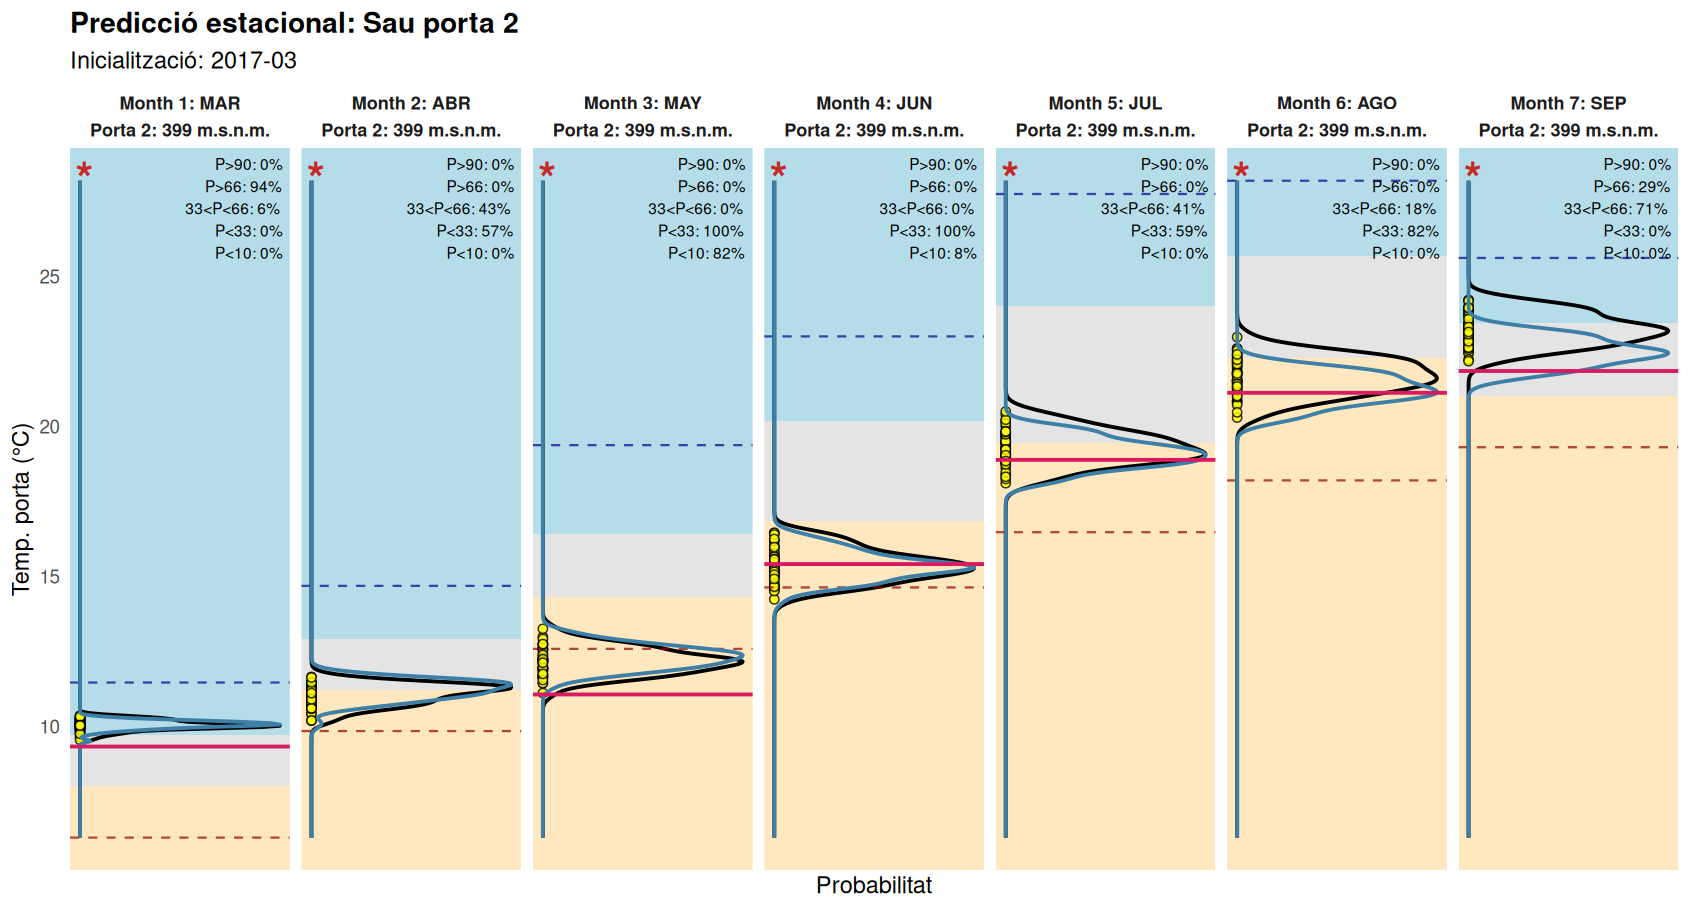 Predicció estacional: Sau porta 2
Inicialització: 2017-03
Month 1: MAR
Porta 2: 399 m.s.n.m.
Month 2: ABR
Porta 2: 399 m.s.n.m.
Month 3: MAY
Porta 2: 399 m.s.n.m.
Month 4: JUN
Porta 2: 399 m.s.n.m.
Month 5: JUL
Porta 2: 399 m.s.n.m.
Month 6: AGO
Porta 2: 399 m.s.n.m.
Month 7: SEP
Porta 2: 399 m.s.n.m.
*
P>90: 0%
P>66: 94%
33<P<66: 6%
P<33: 0%
P<10: 0%
*
P>90: 0%
P>66: 0%
33<P<66: 43%
P<33: 57%
P<10: 0%
*
P>90: 0%
P>66: 0%
33<P<66: 0%
P<33: 100%
P<10: 82%
*
P>90: 0%
P>66: 0%
33<P<66: 0%
P<33: 100%
P<10: 8%
*
P>90: 0%
P>66: 0%
33<P<66: 41%
P<33: 59%
P<10: 0%
*
P>90: 0%
P>66: 0%
33<P<66: 18%
P<33: 82%
P<10: 0%
*
P>90: 0%
P>66: 29%
33<P<66: 71%
P<33: 0%
P<10: 0%
25
20
15
10
Temp. porta (°C)
Probabilitat